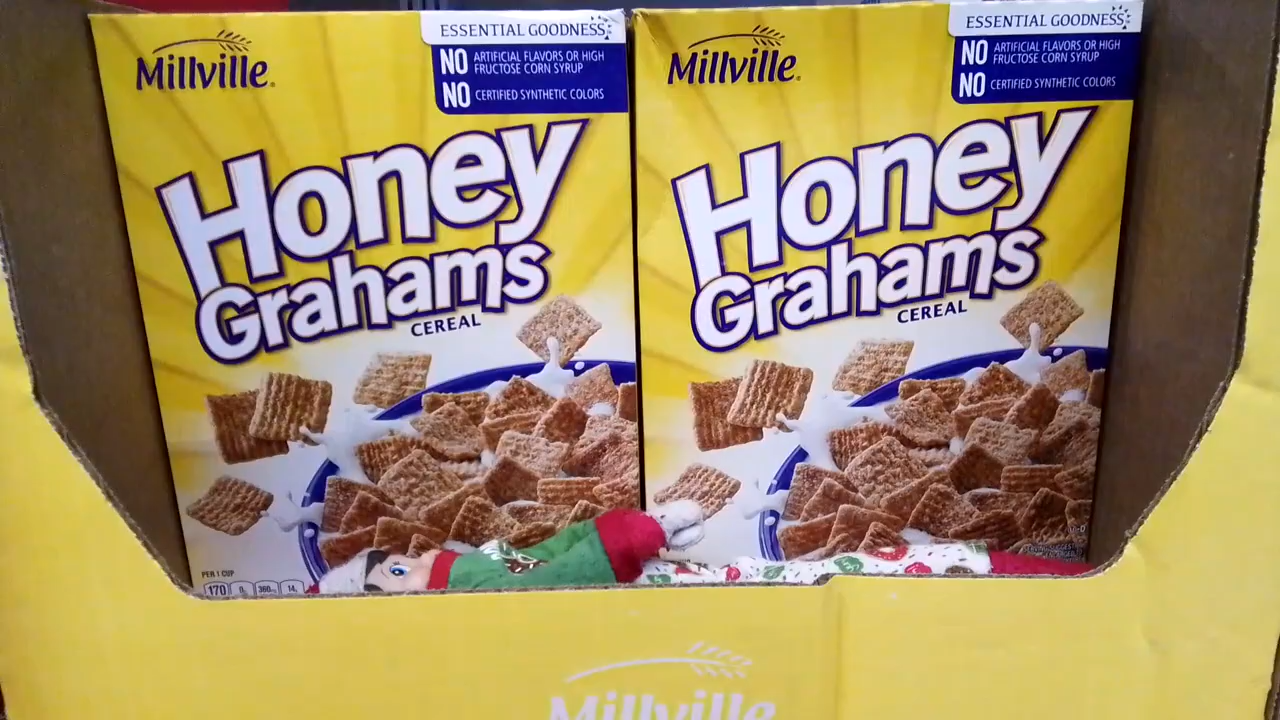 Millville
ESSENTIAL GOODNESS
NO ARTIFICIAL FLAVORS OR HIGH
FRUCTOSE CORN SYRUP
NO CERTIFIED SYNTHETIC COLORS
Honey
Grahams
CEREAL
PER 1 CUP
170
Millville
ESSENTIAL GOODNESS
NO ARTIFICIAL FLAVORS OR HIGH
FRUCTOSE CORN SYRUP
NO CERTIFIED SYNTHETIC COLORS
Honey
Grahams
CEREAL
Millville